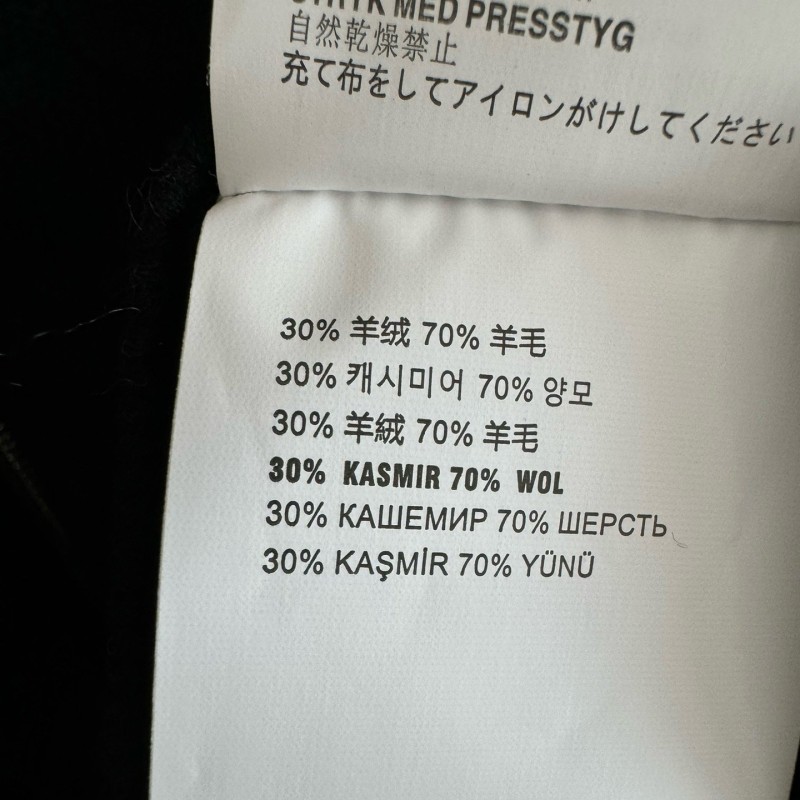 STRYK MED PRESSTYG
自然乾燥禁止
充て布をしてアイロンがけしてください
30% 羊绒 70% 羊毛
30% 캐시미어 70% 양모
30% 羊絨 70% 羊毛
30% KASMIR 70% WOL
30% КАШЕМИР 70% ШЕРСТЬ
30% KAŞMİR 70% YÜNÜ